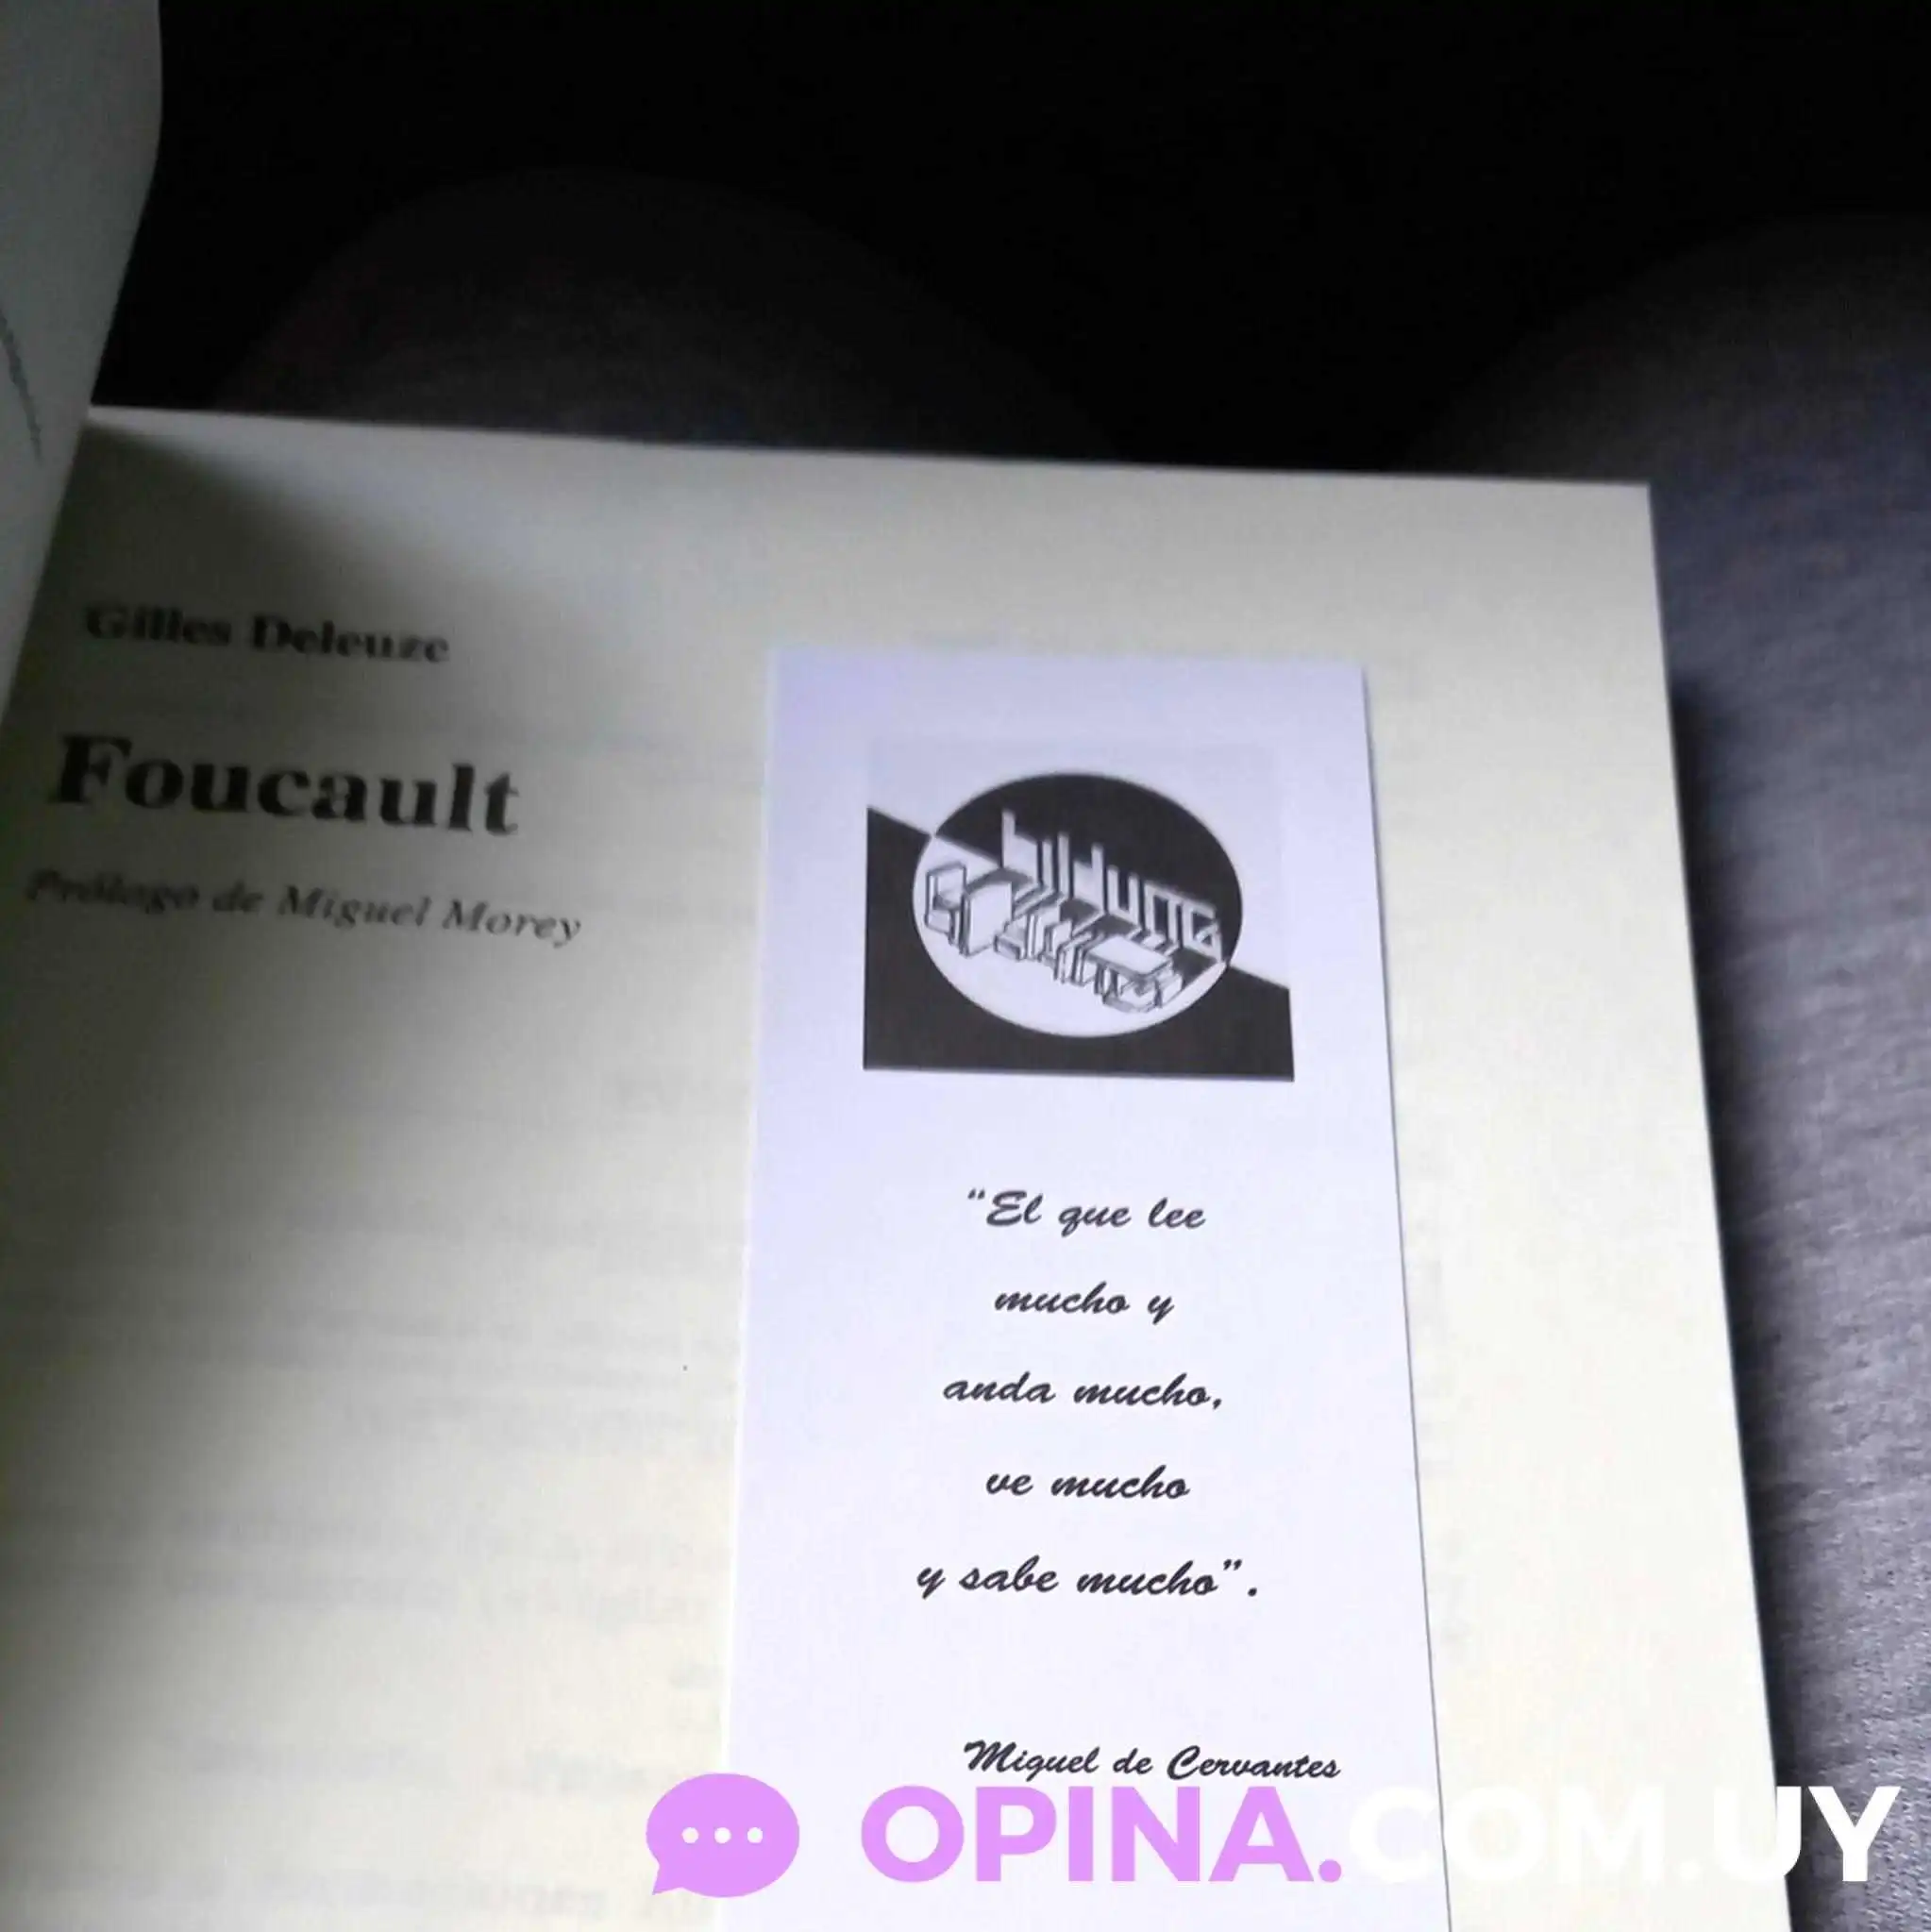 Gilles Deleuze
Foucault
Prólogo de Miguel Morey
bildung
“El que lee
mucho y
anda mucho,
ve mucho
y sabe mucho”.
Miguel de Cervantes
OPINA.COM.UY